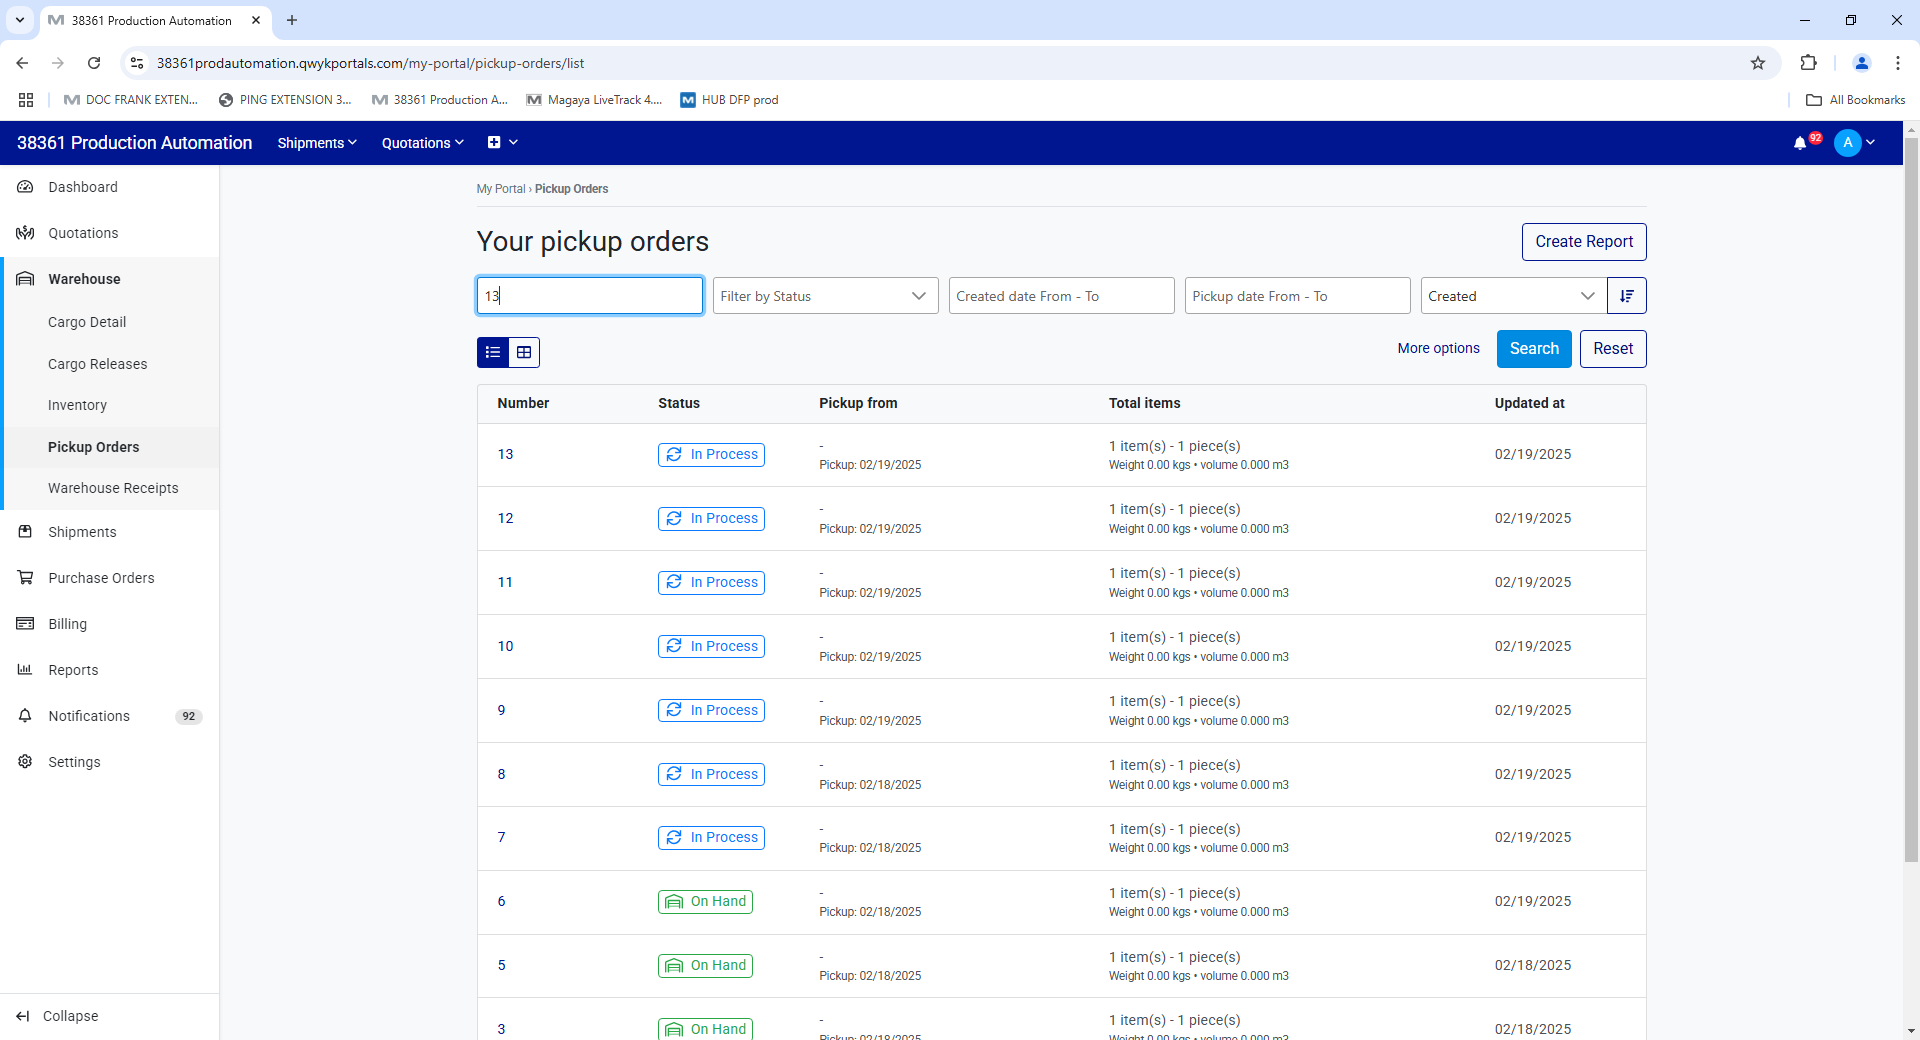 38361 Production Automation
38361prodautomation.qwykportals.com/my-portal/pickup-orders/list
DOC FRANK EXTEN...
PING EXTENSION 3...
38361 Production A...
Magaya LiveTrack 4....
HUB DFP prod
All Bookmarks
38361 Production Automation
Shipments
Quotations
92
A
Dashboard
Quotations
Warehouse
Cargo Detail
Cargo Releases
Inventory
Pickup Orders
Warehouse Receipts
Shipments
Purchase Orders
Billing
Reports
Notifications 92
Settings
Collapse
My Portal › Pickup Orders
Your pickup orders
Create Report
13
Filter by Status
Created date From - To
Pickup date From - To
Created
More options
Search
Reset
Number Status Pickup from Total items Updated at
13 In Process - 1 item(s) - 1 piece(s) 02/19/2025
Pickup: 02/19/2025 Weight 0.00 kgs • volume 0.000 m3
12 In Process - 1 item(s) - 1 piece(s) 02/19/2025
Pickup: 02/19/2025 Weight 0.00 kgs • volume 0.000 m3
11 In Process - 1 item(s) - 1 piece(s) 02/19/2025
Pickup: 02/19/2025 Weight 0.00 kgs • volume 0.000 m3
10 In Process - 1 item(s) - 1 piece(s) 02/19/2025
Pickup: 02/19/2025 Weight 0.00 kgs • volume 0.000 m3
9 In Process - 1 item(s) - 1 piece(s) 02/19/2025
Pickup: 02/19/2025 Weight 0.00 kgs • volume 0.000 m3
8 In Process - 1 item(s) - 1 piece(s) 02/19/2025
Pickup: 02/18/2025 Weight 0.00 kgs • volume 0.000 m3
7 In Process - 1 item(s) - 1 piece(s) 02/19/2025
Pickup: 02/18/2025 Weight 0.00 kgs • volume 0.000 m3
6 On Hand - 1 item(s) - 1 piece(s) 02/19/2025
Pickup: 02/18/2025 Weight 0.00 kgs • volume 0.000 m3
5 On Hand - 1 item(s) - 1 piece(s) 02/18/2025
Pickup: 02/18/2025 Weight 0.00 kgs • volume 0.000 m3
3 On Hand - 1 item(s) - 1 piece(s) 02/18/2025
Pickup: 02/18/2025 Weight 0.00 kgs • volume 0.000 m3